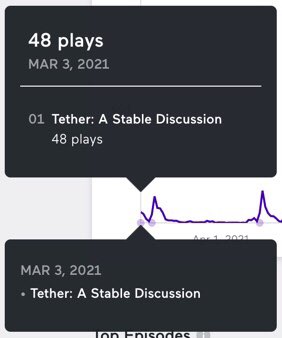 48 plays
MAR 3, 2021
01 Tether: A Stable Discussion
48 plays
Apr 1, 2021
MAR 3, 2021
• Tether: A Stable Discussion
Top Episodes